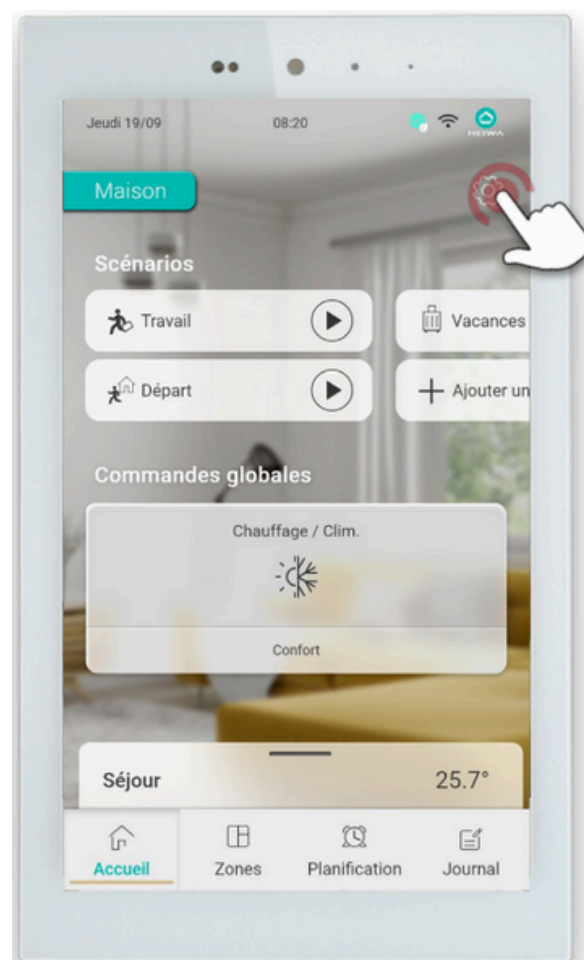 Jeudi 19/09
08:20
HEIWA
Maison
Scénarios
Travail
Vacances
Départ
Ajouter un
Commandes globales
Chauffage / Clim.
Confort
Séjour
25.7°
Accueil
Zones
Planification
Journal